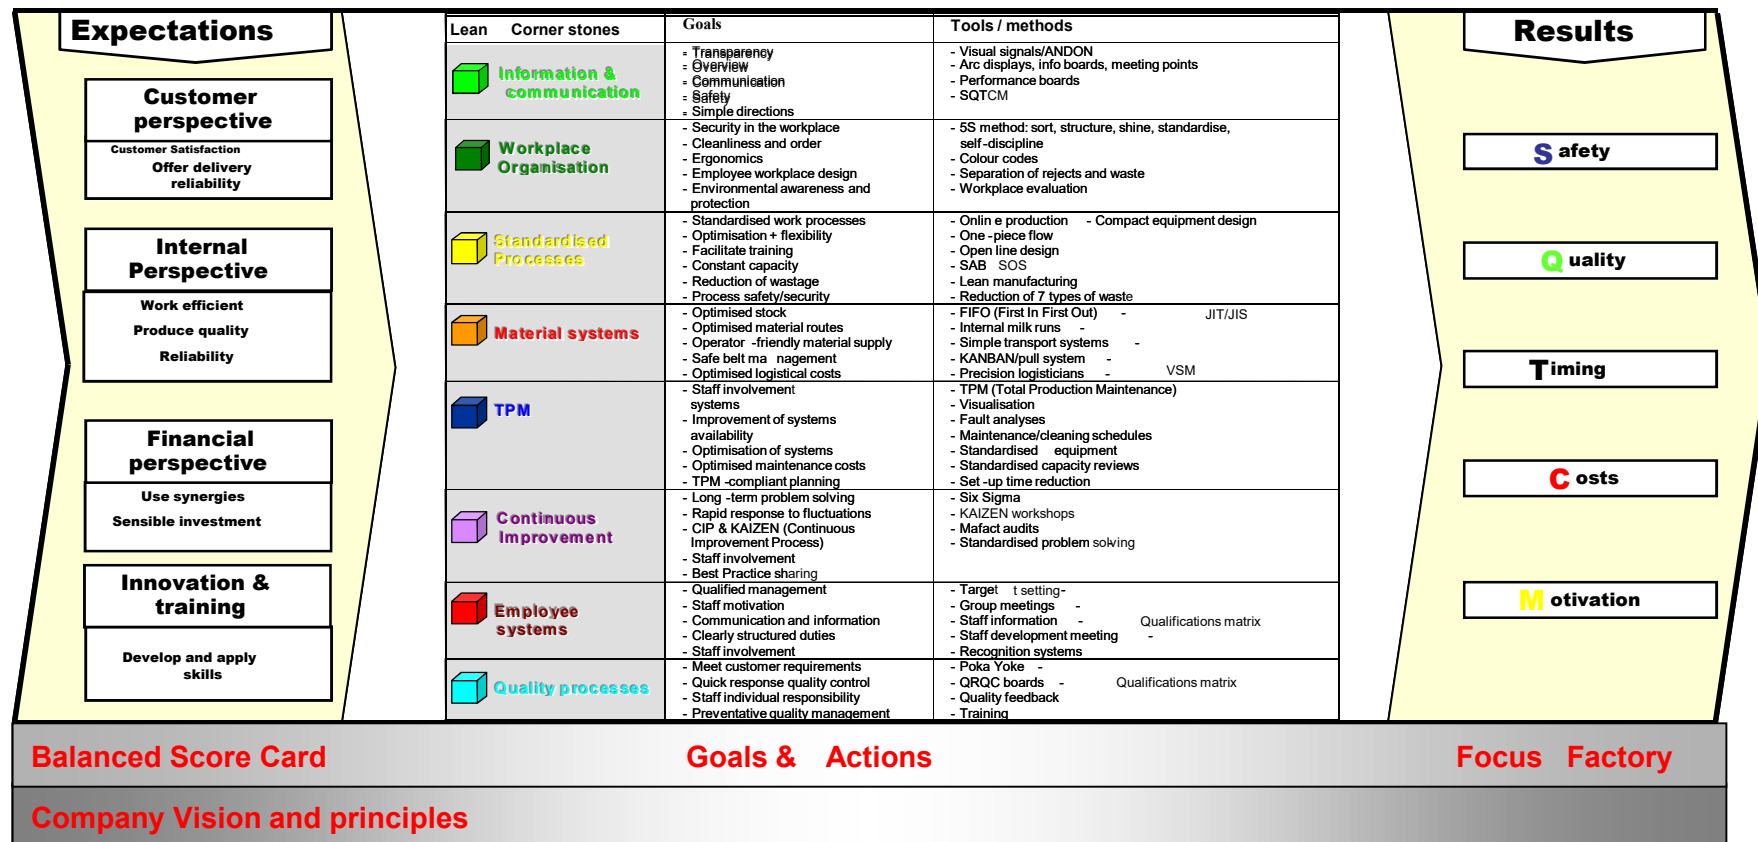 Expectations
Customer
perspective
Customer Satisfaction
Offer delivery
reliability
Internal
Perspective
Work efficient
Produce quality
Reliability
Financial
perspective
Use synergies
Sensible investment
Innovation &
training
Develop and apply
skills
Lean Corner stones
Goals
Tools / methods
Information &
communication
- Transparency
- Overview
- Communication
- Safety
- Simple directions
- Visual signals/ANDON
- Arc displays, info boards, meeting points
- Performance boards
- SQTCM
Workplace
Organisation
- Security in the workplace
- Cleanliness and order
- Ergonomics
- Employee workplace design
- Environmental awareness and
protection
- 5S method: sort, structure, shine, standardise,
self-discipline
- Colour codes
- Separation of rejects and waste
- Workplace evaluation
Standardised
Processes
- Standardised work processes
- Optimisation + flexibility
- Facilitate training
- Constant capacity
- Reduction of wastage
- Process safety/security
- Onlin e production - Compact equipment design
- One -piece flow
- Open line design
- SAB SOS
- Lean manufacturing
- Reduction of 7 types of waste
Material systems
- Optimised stock
- Optimised material routes
- Operator -friendly material supply
- Safe belt ma nagement
- Optimised logistical costs
- FIFO (First In First Out) - JIT/JIS
- Internal milk runs -
- Simple transport systems -
- KANBAN/pull system -
- Precision logisticians - VSM
TPM
- Staff involvement
systems
- Improvement of systems
availability
- Optimisation of systems
- Optimised maintenance costs
- TPM -compliant planning
- TPM (Total Production Maintenance)
- Visualisation
- Fault analyses
- Maintenance/cleaning schedules
- Standardised equipment
- Standardised capacity reviews
- Set -up time reduction
Continuous
Improvement
- Long -term problem solving
- Rapid response to fluctuations
- CIP & KAIZEN (Continuous
Improvement Process)
- Staff involvement
- Best Practice sharing
- Six Sigma
- KAIZEN workshops
- Mafact audits
- Standardised problem solving
Employee
systems
- Qualified management
- Staff motivation
- Communication and information
- Clearly structured duties
- Staff involvement
- Target t setting-
- Group meetings -
- Staff information - Qualifications matrix
- Staff development meeting -
- Recognition systems
Quality processes
- Meet customer requirements
- Quick response quality control
- Staff individual responsibility
- Preventative quality management
- Poka Yoke -
- QRQC boards - Qualifications matrix
- Quality feedback
- Training
Results
S afety
Q uality
T iming
C osts
M otivation
Balanced Score Card
Goals & Actions
Focus Factory
Company Vision and principles